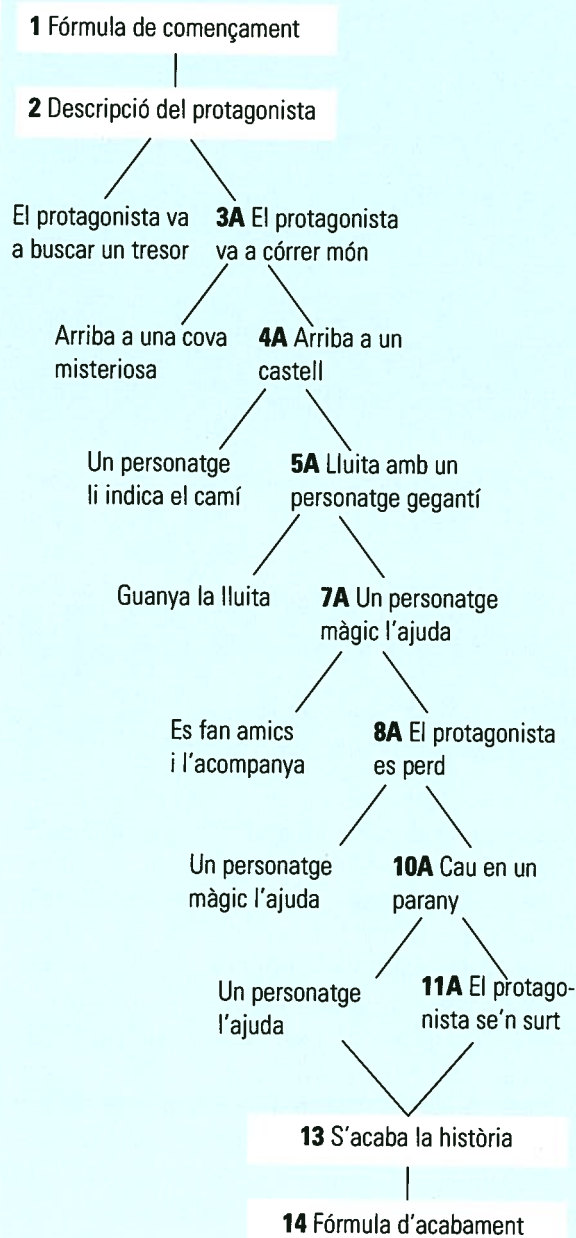 1 Fórmula de començament
2 Descripció del protagonista
El protagonista va
a buscar un tresor
3A El protagonista
va a córrer món
Arriba a una cova
misteriosa
4A Arriba a un
castell
Un personatge
li indica el camí
5A Lluita amb un
personatge gegantí
Guanya la lluita
7A Un personatge
màgic l'ajuda
Es fan amics
i l'acompanya
8A El protagonista
es perd
Un personatge
màgic l'ajuda
10A Cau en un
parany
Un personatge
l'ajuda
11A El protago-
nista se'n surt
13 S'acaba la història
14 Fórmula d'acabament